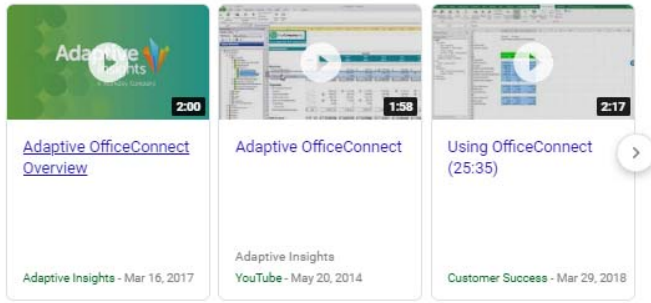 Adaptive
Insights
2:00
Adaptive OfficeConnect
Overview
Adaptive Insights - Mar 16, 2017
1:58
Adaptive OfficeConnect
Adaptive Insights
YouTube - May 20, 2014
2:17
Using OfficeConnect
(25:35)
Customer Success - Mar 29, 2018